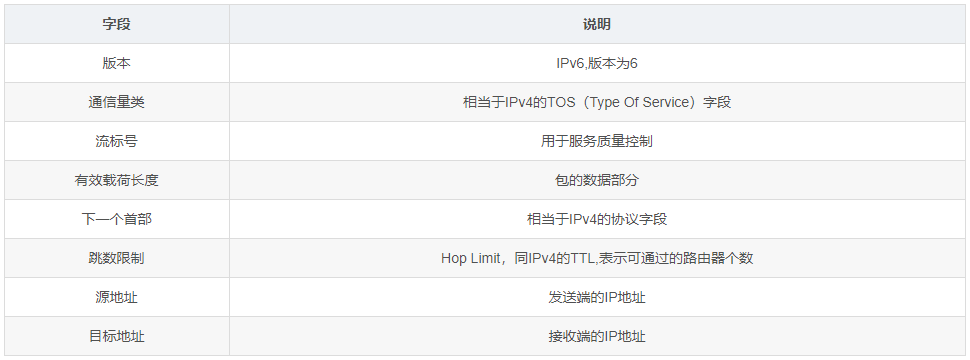 字段 说明
版本 IPv6,版本为6
通信量类 相当于IPv4的TOS（Type Of Service）字段
流标号 用于服务质量控制
有效载荷长度 包的数据部分
下一个首部 相当于IPv4的协议字段
跳数限制 Hop Limit，同IPv4的TTL,表示可通过的路由器个数
源地址 发送端的IP地址
目标地址 接收端的IP地址